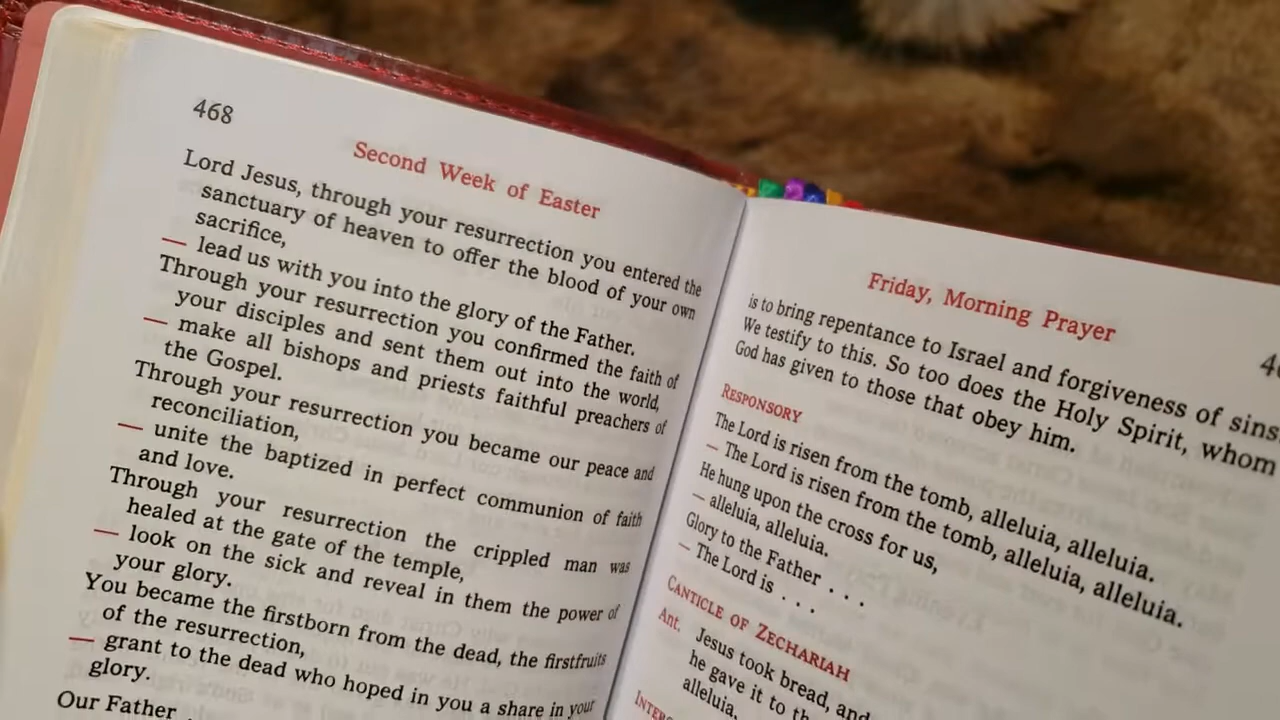 468
Second Week of Easter
Lord Jesus, through your resurrection you entered the
sanctuary of heaven to offer the blood of your own
sacrifice,
— lead us with you into the glory of the Father.
Through your resurrection you confirmed the faith of
your disciples and sent them out into the world,
— make all bishops and priests faithful preachers of
the Gospel.
Through your resurrection you became our peace and
reconciliation,
— unite the baptized in perfect communion of faith
and love.
Through your resurrection the crippled man was
healed at the gate of the temple,
— look on the sick and reveal in them the power of
your glory.
You became the firstborn from the dead, the firstfruits
of the resurrection,
— grant to the dead who hoped in you a share in your
glory.
Our Father
Friday, Morning Prayer
is to bring repentance to Israel and forgiveness of sins
We testify to this. So too does the Holy Spirit, whom
God has given to those that obey him.
RESPONSORY
The Lord is risen from the tomb, alleluia, alleluia.
— The Lord is risen from the tomb, alleluia, alleluia.
He hung upon the cross for us,
— alleluia, alleluia.
Glory to the Father . . .
— The Lord is . . .
CANTICLE OF ZECHARIAH
Ant. Jesus took bread, and
he gave it to th
alleluia.